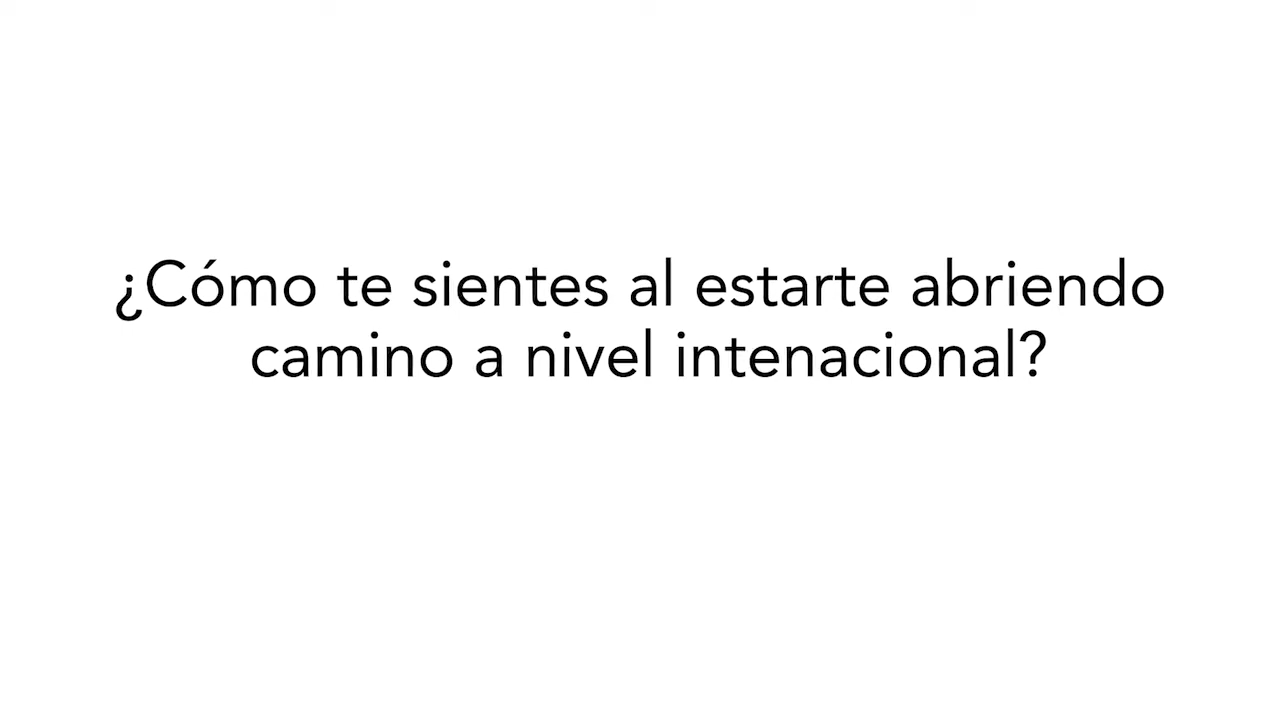 ¿Cómo te sientes al estarte abriendo
camino a nivel intenacional?